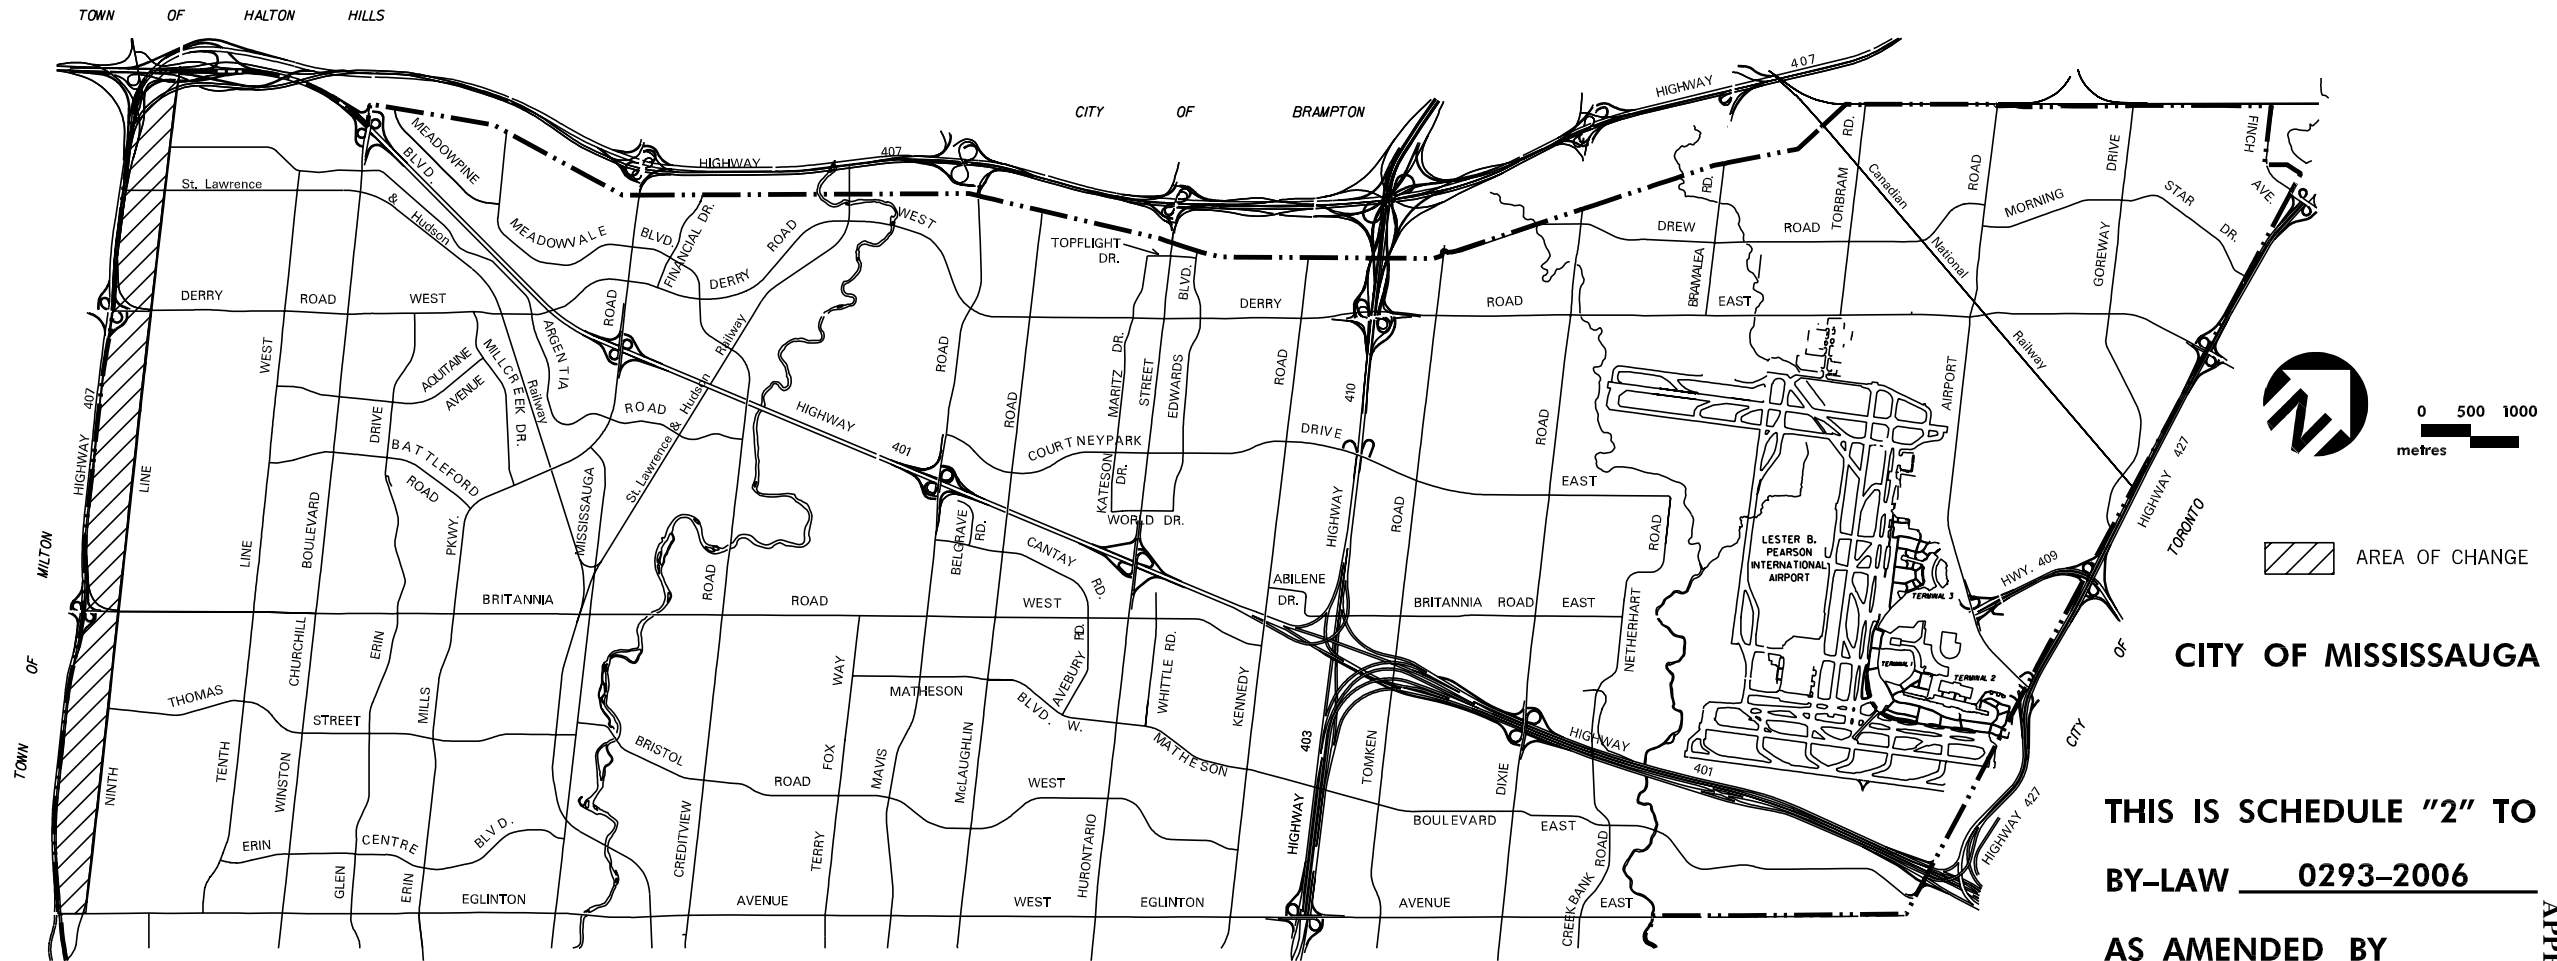 TOWN OF HALTON HILLS
CITY OF BRAMPTON
HIGHWAY 407
HIGHWAY 407
MEADOWPINE BLVD.
St. Lawrence & Hudson Railway
MEADOWVALE BLVD.
FINANCIAL DR.
DERRY ROAD WEST
TOPFLIGHT DR.
DREW ROAD
BRAMALEA RD.
TORBRAM RD.
Canadian National Railway
AIRPORT ROAD
MORNING STAR DR.
GOREWAY DRIVE
FINCH AVE.
DERRY ROAD WEST
DERRY ROAD EAST
WEST
ROAD
ARGENTIA ROAD
AQUITAINE AVENUE
MILLCREEK DR.
St. Lawrence & Hudson Railway
MARITZ DR.
STREET
EDWARDS BLVD.
ROAD
ROAD
ROAD
410
ROAD
HIGHWAY 401
COURTNEYPARK DRIVE EAST
KATESON DR.
WORLD DR.
HIGHWAY 407
NINTH LINE
BATTLEFORD ROAD
DRIVE
BOULEVARD
LINE
PKWY.
MISSISSAUGA
ROAD
BELGRAVE RD.
CANTAY RD.
ABILENE DR.
HIGHWAY
ROAD
NETHERHART ROAD
LESTER B.
PEARSON
INTERNATIONAL
AIRPORT
TERMINAL 3
TERMINAL 1
TERMINAL 2
HWY. 409
HIGHWAY 427
BRITANNIA ROAD WEST
BRITANNIA ROAD EAST
TOWN OF MILTON
CITY OF TORONTO
THOMAS STREET
CHURCHILL
WINSTON
TENTH
ERIN
MILLS
GLEN
ERIN
ERIN CENTRE BLVD.
BRISTOL ROAD WEST
CREDITVIEW
TERRY FOX WAY
MAVIS
McLAUGHLIN
MATHESON BLVD. W.
AVEBURY RD.
WHITTLE RD.
HURONTARIO
KENNEDY
MATHESON BOULEVARD EAST
HIGHWAY 403
TOMKEN
DIXIE
CREEKBANK ROAD
HIGHWAY 401
HIGHWAY 427
EGLINTON AVENUE WEST
EGLINTON AVENUE EAST
0 500 1000
metres
AREA OF CHANGE
CITY OF MISSISSAUGA
THIS IS SCHEDULE "2" TO
BY-LAW 0293-2006
AS AMENDED BY